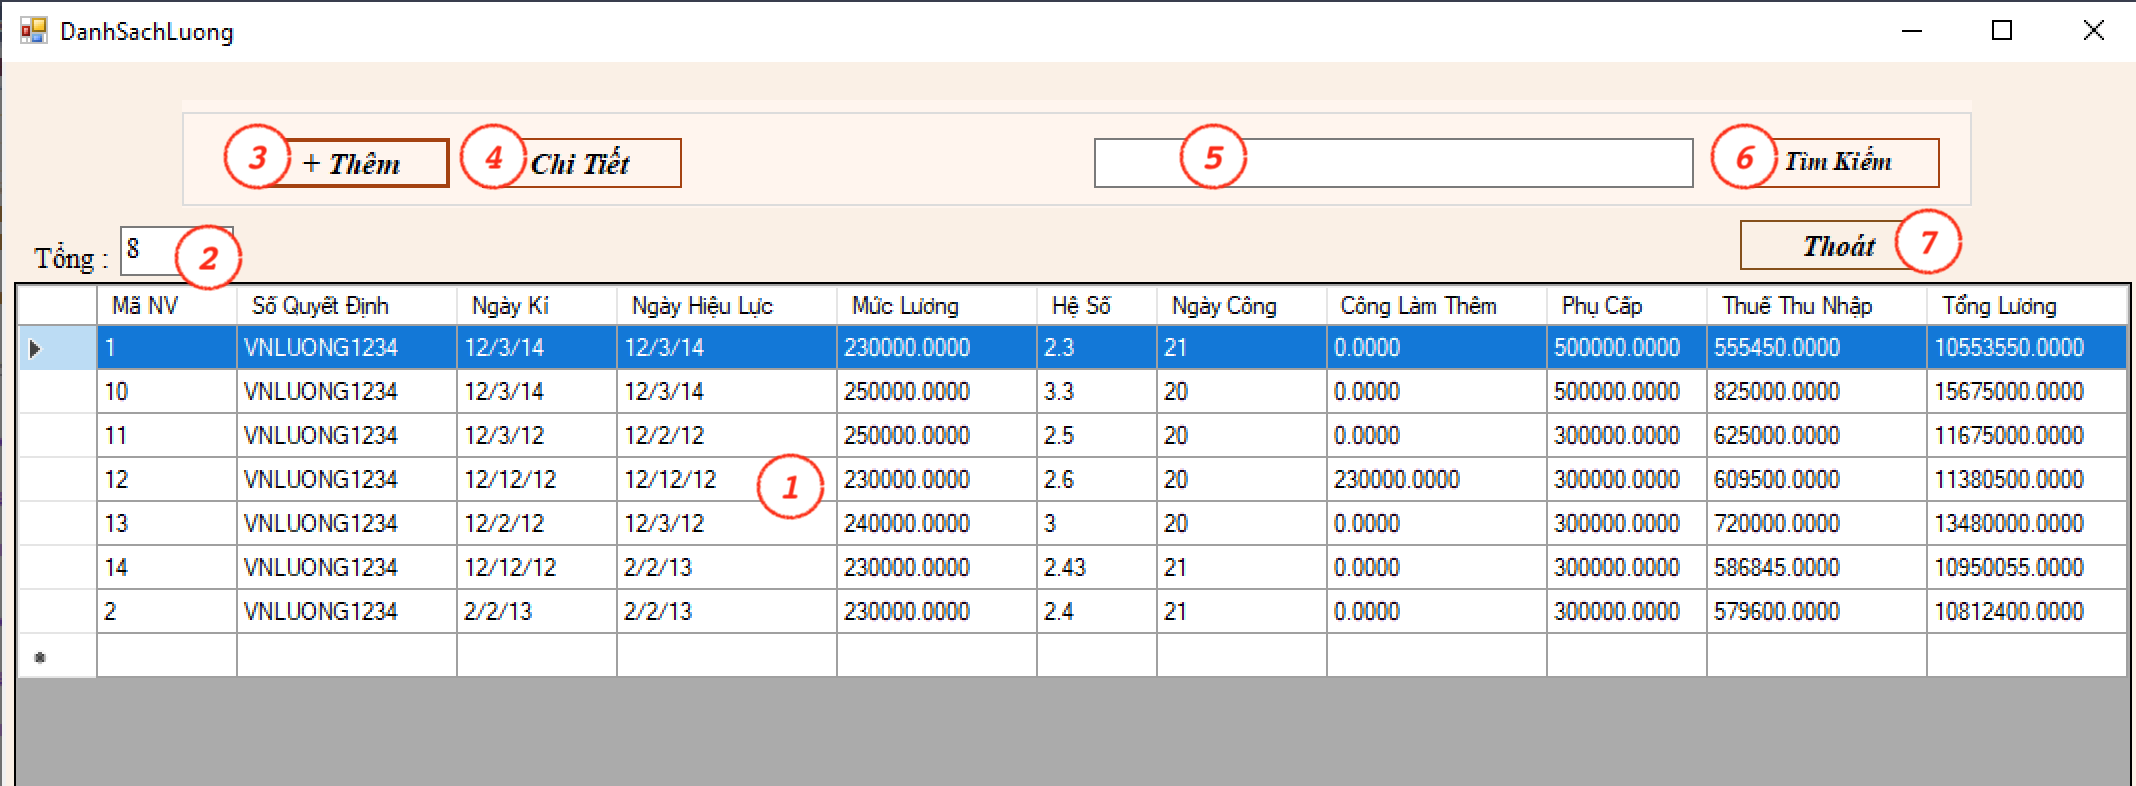 DanhSachLuong
3 + Thêm 4 Chi Tiết 5 6 Tìm Kiếm
Tổng : 8 2 Thoát 7
Mã NV Số Quyết Định Ngày Kí Ngày Hiệu Lực Mức Lương Hệ Số Ngày Công Công Làm Thêm Phụ Cấp Thuế Thu Nhập Tổng Lương
1 VNLUONG1234 12/3/14 12/3/14 230000.0000 2.3 21 0.0000 500000.0000 555450.0000 10553550.0000
10 VNLUONG1234 12/3/14 12/3/14 250000.0000 3.3 20 0.0000 500000.0000 825000.0000 15675000.0000
11 VNLUONG1234 12/3/12 12/2/12 250000.0000 2.5 20 0.0000 300000.0000 625000.0000 11675000.0000
12 VNLUONG1234 12/12/12 12/12/12 1 230000.0000 2.6 20 230000.0000 300000.0000 609500.0000 11380500.0000
13 VNLUONG1234 12/2/12 12/3/12 240000.0000 3 20 0.0000 300000.0000 720000.0000 13480000.0000
14 VNLUONG1234 12/12/12 2/2/13 230000.0000 2.43 21 0.0000 300000.0000 586845.0000 10950055.0000
2 VNLUONG1234 2/2/13 2/2/13 230000.0000 2.4 21 0.0000 300000.0000 579600.0000 10812400.0000